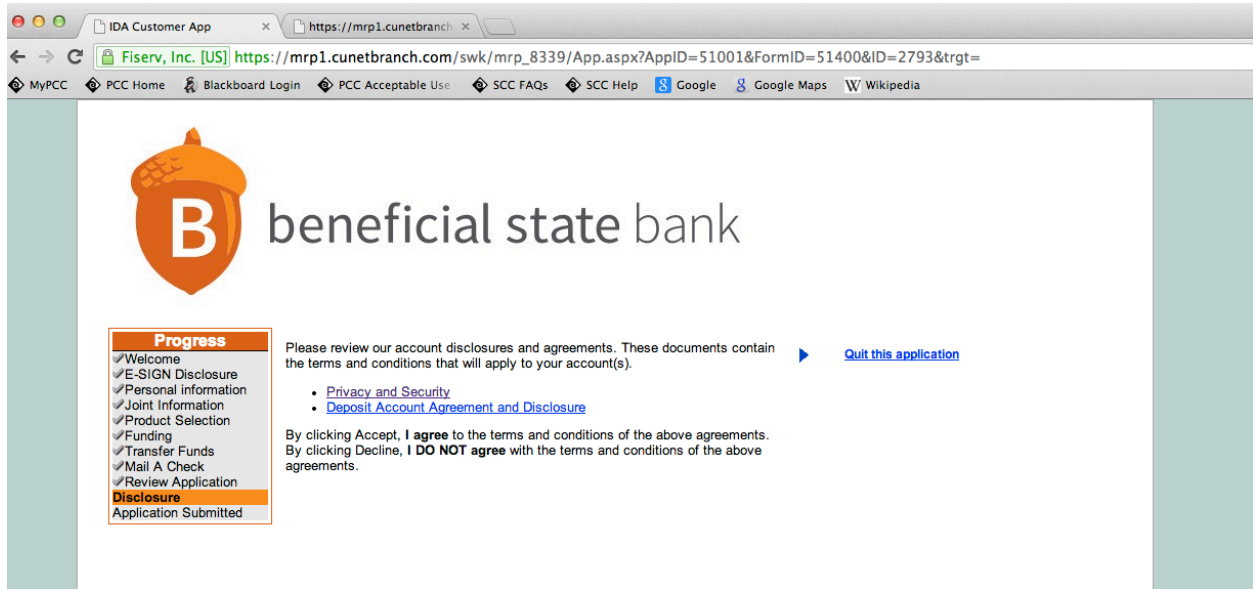 IDA Customer App
https://mrp1.cunetbranch
Fiserv, Inc. [US] https://mrp1.cunetbranch.com/swk/mrp_8339/App.aspx?AppID=51001&FormID=51400&ID=2793&trgt=
MyPCC PCC Home Blackboard Login PCC Acceptable Use SCC FAQs SCC Help 8 Google 8 Google Maps W Wikipedia
B
beneficial state bank
Progress
Welcome
E-SIGN Disclosure
Personal information
Joint Information
Product Selection
Funding
Transfer Funds
Mail A Check
Review Application
Disclosure
Application Submitted
Please review our account disclosures and agreements. These documents contain
the terms and conditions that will apply to your account(s).
Privacy and Security
Deposit Account Agreement and Disclosure
By clicking Accept, I agree to the terms and conditions of the above agreements.
By clicking Decline, I DO NOT agree with the terms and conditions of the above
agreements.
Quit this application